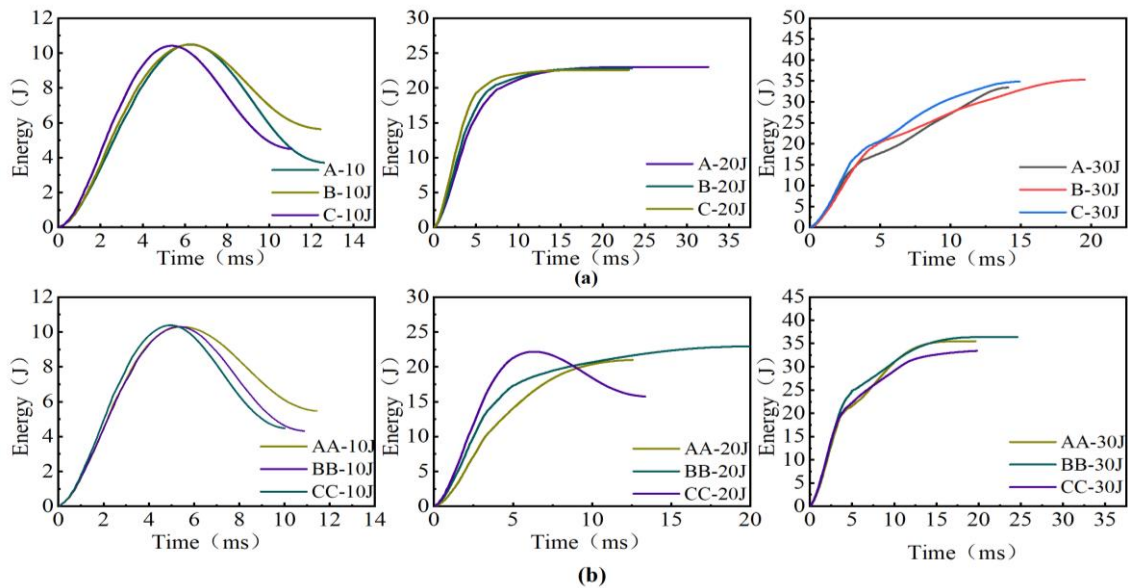 12
10
8
6
4
2
0
Energy（J）
A-10
B-10J
C-10J
0 2 4 6 8 10 12 14
Time（ms）
30
25
20
15
10
5
0
Energy（J）
A-20J
B-20J
C-20J
0 5 10 15 20 25 30 35
Time（ms）
50
45
40
35
30
25
20
15
10
5
0
Energy（J）
A-30J
B-30J
C-30J
0 5 10 15 20
Time（ms）
(a)
12
10
8
6
4
2
0
Energy（J）
AA-10J
BB-10J
CC-10J
0 2 4 6 8 10 12 14
Time（ms）
30
25
20
15
10
5
0
Energy（J）
AA-20J
BB-20J
CC-20J
0 5 10 15 20
Time（ms）
45
40
35
30
25
20
15
10
5
0
Energy（J）
AA-30J
BB-30J
CC-30J
0 5 10 15 20 25 30 35
Time（ms）
(b)